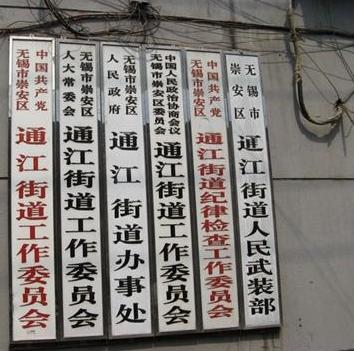 中国共产党
无锡市崇安区
通江街道工作委员会
无锡市崇安区
人大常委会
通江街道工作委员会
无锡市崇安区
人民政府
通江街道办事处
中国人民政治协商会议
无锡市崇安区委员会
通江街道工作委员会
中国共产党
无锡市崇安区
通江街道纪律检查工作委员会
无锡市
崇安区
通江街道人民武装部